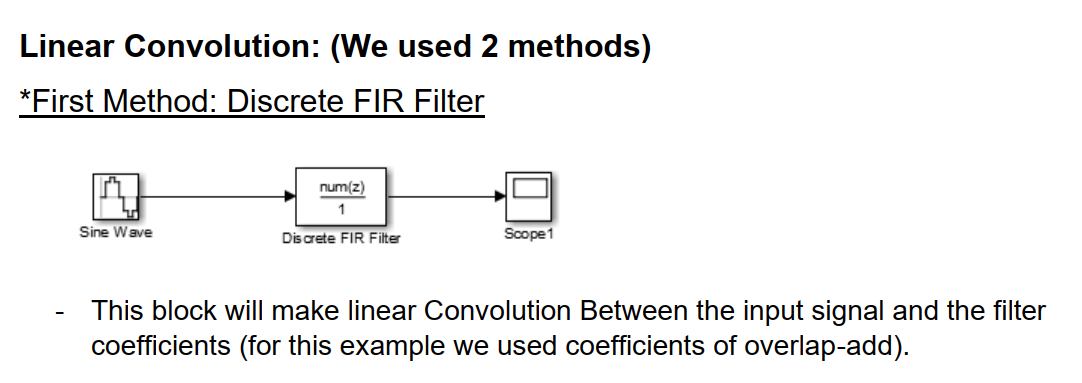 Linear Convolution: (We used 2 methods)
*First Method: Discrete FIR Filter
num(z)
1
Sine Wave
Discrete FIR Filter
Scope1
- This block will make linear Convolution Between the input signal and the filter
coefficients (for this example we used coefficients of overlap-add).